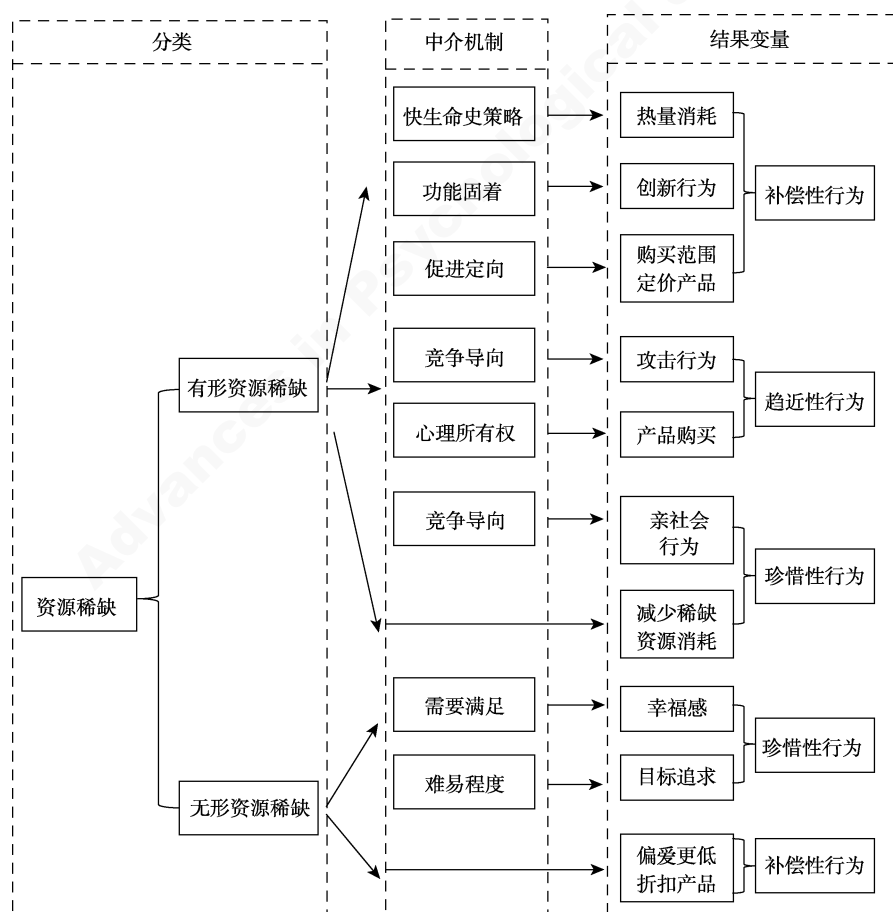 分类
中介机制
结果变量
快生命史策略
热量消耗
功能固着
创新行为
补偿性行为
促进定向
购买范围
定价产品
有形资源稀缺
竞争导向
攻击行为
趋近性行为
心理所有权
产品购买
竞争导向
亲社会
行为
珍惜性行为
资源稀缺
减少稀缺
资源消耗
需要满足
幸福感
珍惜性行为
无形资源稀缺
难易程度
目标追求
偏爱更低
折扣产品
补偿性行为
Advances in Psychological